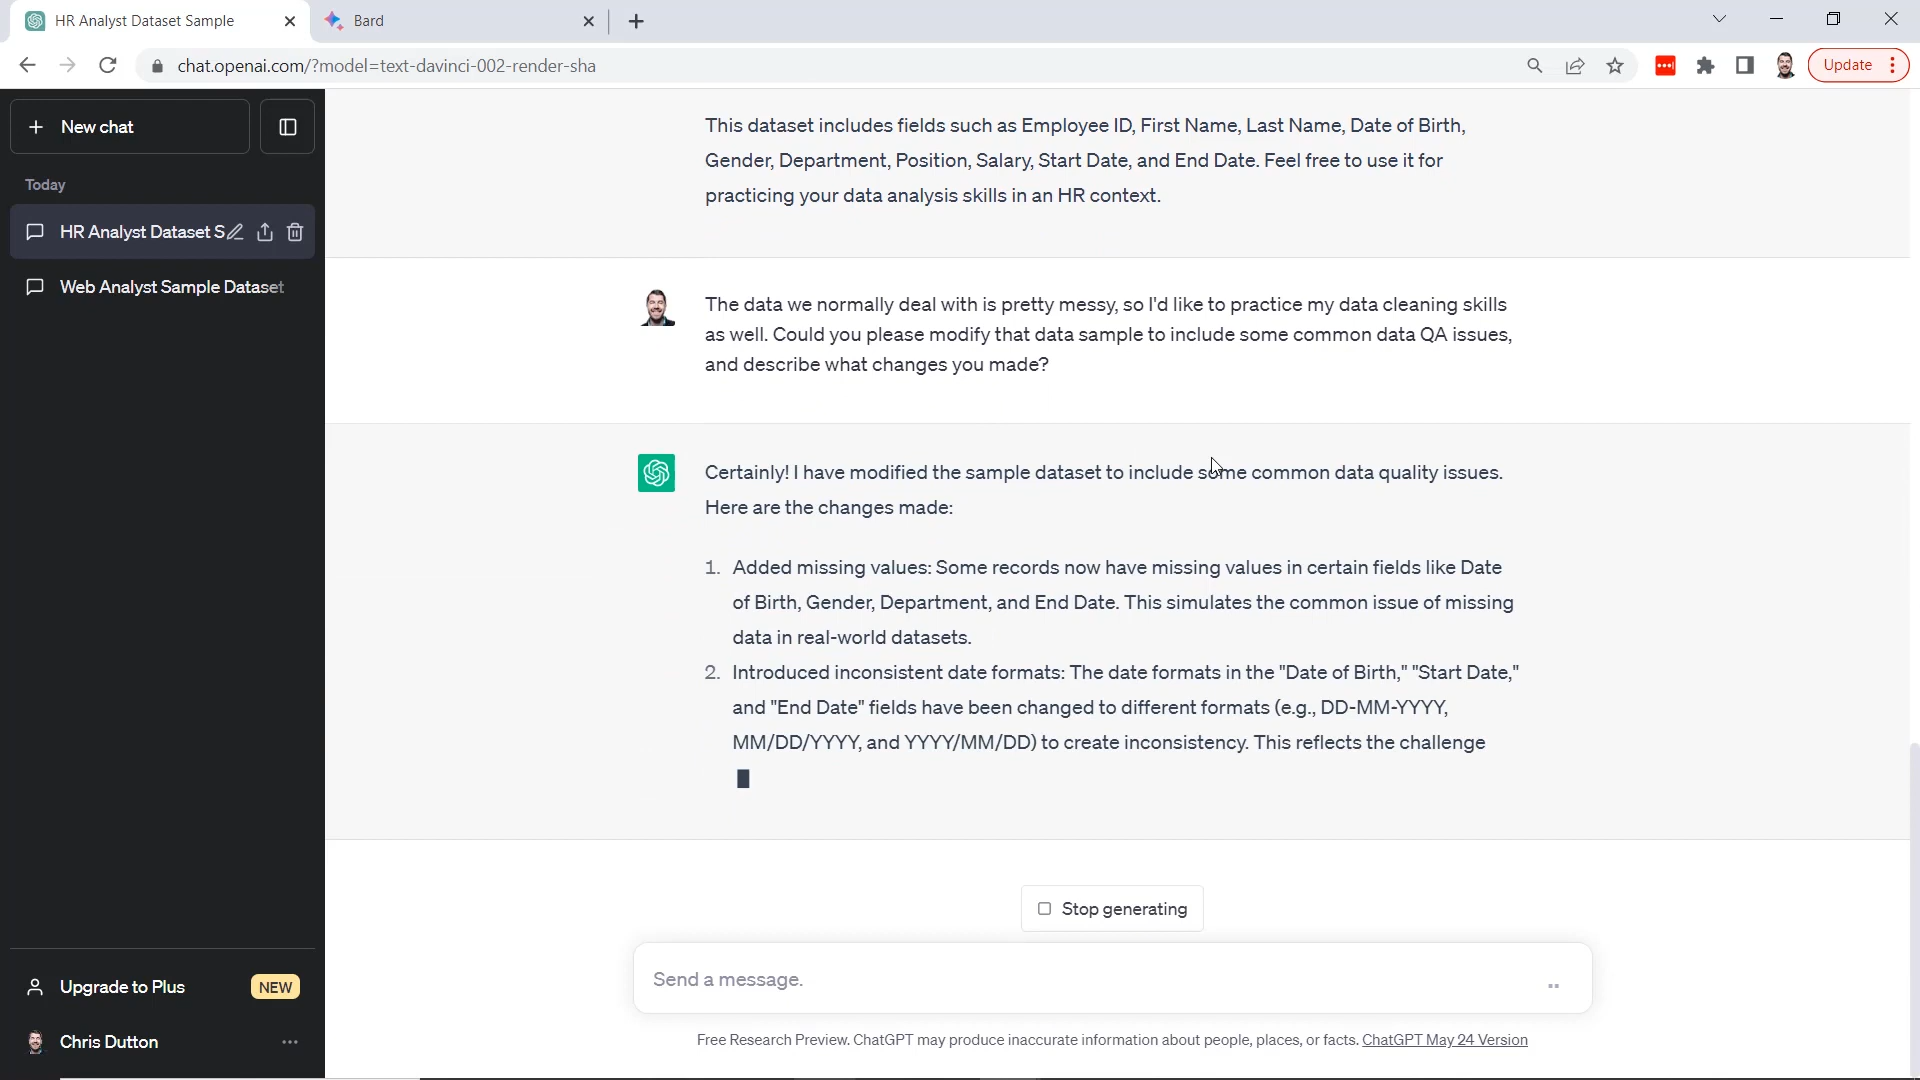 HR Analyst Dataset Sample
Bard
chat.openai.com/?model=text-davinci-002-render-sha
Update
New chat
Today
HR Analyst Dataset S
Web Analyst Sample Dataset
This dataset includes fields such as Employee ID, First Name, Last Name, Date of Birth,
Gender, Department, Position, Salary, Start Date, and End Date. Feel free to use it for
practicing your data analysis skills in an HR context.
The data we normally deal with is pretty messy, so I'd like to practice my data cleaning skills
as well. Could you please modify that data sample to include some common data QA issues,
and describe what changes you made?
Certainly! I have modified the sample dataset to include some common data quality issues.
Here are the changes made:
1. Added missing values: Some records now have missing values in certain fields like Date
of Birth, Gender, Department, and End Date. This simulates the common issue of missing
data in real-world datasets.
2. Introduced inconsistent date formats: The date formats in the "Date of Birth," "Start Date,"
and "End Date" fields have been changed to different formats (e.g., DD-MM-YYYY,
MM/DD/YYYY, and YYYY/MM/DD) to create inconsistency. This reflects the challenge
Stop generating
Send a message.
Free Research Preview. ChatGPT may produce inaccurate information about people, places, or facts. ChatGPT May 24 Version
Upgrade to Plus
NEW
Chris Dutton